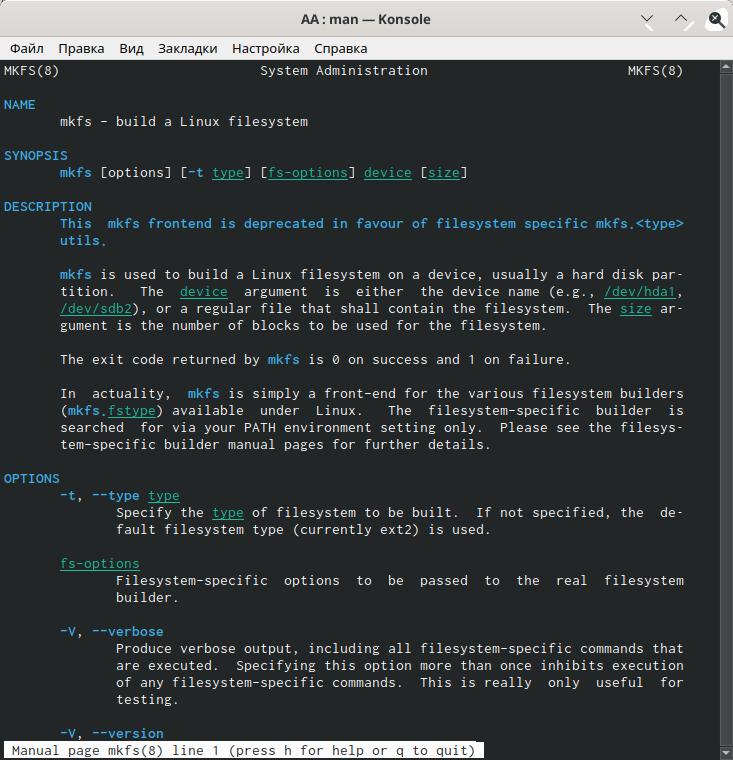 AA : man — Konsole
Файл Правка Вид Закладки Настройка Справка
MKFS(8) System Administration MKFS(8)
NAME
mkfs - build a Linux filesystem
SYNOPSIS
mkfs [options] [-t type] [fs-options] device [size]
DESCRIPTION
This mkfs frontend is deprecated in favour of filesystem specific mkfs.<type>
utils.
mkfs is used to build a Linux filesystem on a device, usually a hard disk par-
tition. The device argument is either the device name (e.g., /dev/hda1,
/dev/sdb2), or a regular file that shall contain the filesystem. The size ar-
gument is the number of blocks to be used for the filesystem.
The exit code returned by mkfs is 0 on success and 1 on failure.
In actuality, mkfs is simply a front-end for the various filesystem builders
(mkfs.fstype) available under Linux. The filesystem-specific builder is
searched for via your PATH environment setting only. Please see the filesys-
tem-specific builder manual pages for further details.
OPTIONS
-t, --type type
Specify the type of filesystem to be built. If not specified, the de-
fault filesystem type (currently ext2) is used.
fs-options
Filesystem-specific options to be passed to the real filesystem
builder.
-V, --verbose
Produce verbose output, including all filesystem-specific commands that
are executed. Specifying this option more than once inhibits execution
of any filesystem-specific commands. This is really only useful for
testing.
-V, --version
Manual page mkfs(8) line 1 (press h for help or q to quit)